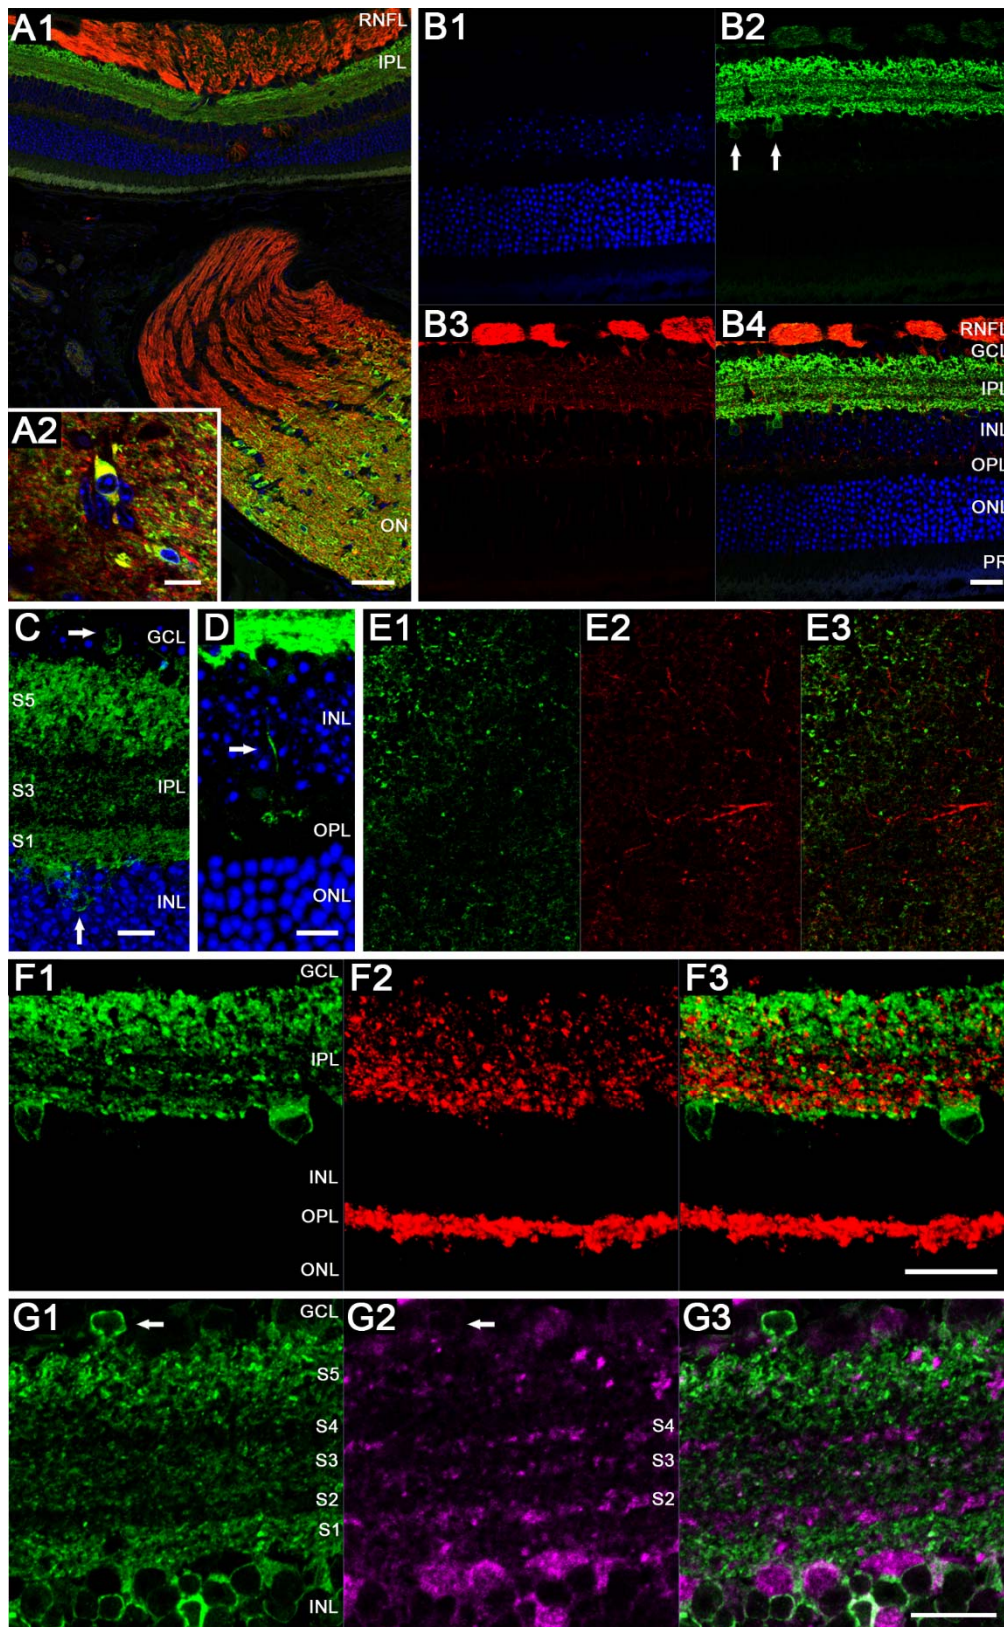 A1
RNFL
IPL
ON
A2
B1
B2
B3
B4
RNFL
GCL
IPL
INL
OPL
ONL
PR
C
GCL
S5
IPL
S3
S1
INL
D
INL
OPL
ONL
E1
E2
E3
F1
GCL
IPL
INL
OPL
ONL
F2
F3
G1
GCL
S5
S4
S3
S2
S1
INL
G2
S4
S3
S2
G3